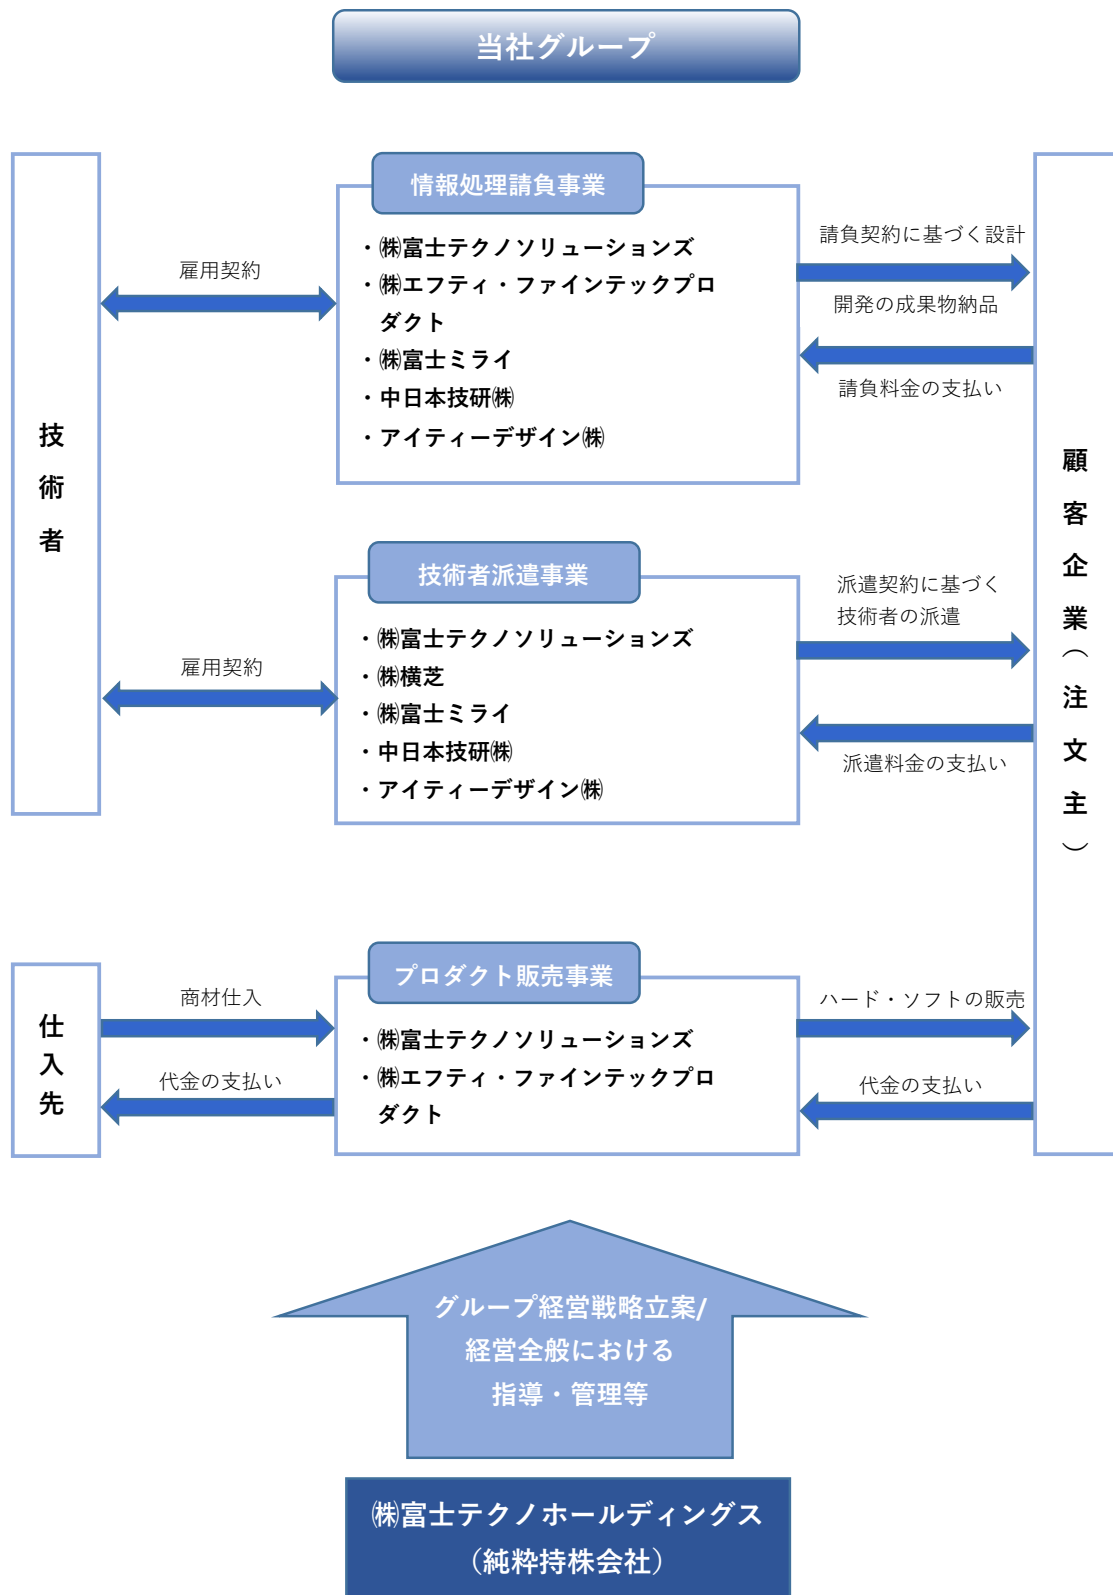 当社グループ
情報処理請負事業
・㈱富士テクノソリューションズ
・㈱エフティ・ファインテックプロ
ダクト
・㈱富士ミライ
・中日本技研㈱
・アイティーデザイン㈱
雇用契約
請負契約に基づく設計
開発の成果物納品
請負料金の支払い
技術者
顧客企業（注文主）
技術者派遣事業
・㈱富士テクノソリューションズ
・㈱横芝
・㈱富士ミライ
・中日本技研㈱
・アイティーデザイン㈱
雇用契約
派遣契約に基づく
技術者の派遣
派遣料金の支払い
プロダクト販売事業
・㈱富士テクノソリューションズ
・㈱エフティ・ファインテックプロ
ダクト
仕入先
商材仕入
代金の支払い
ハード・ソフトの販売
代金の支払い
グループ経営戦略立案/
経営全般における
指導・管理等
㈱富士テクノホールディングス
（純粋持株会社）